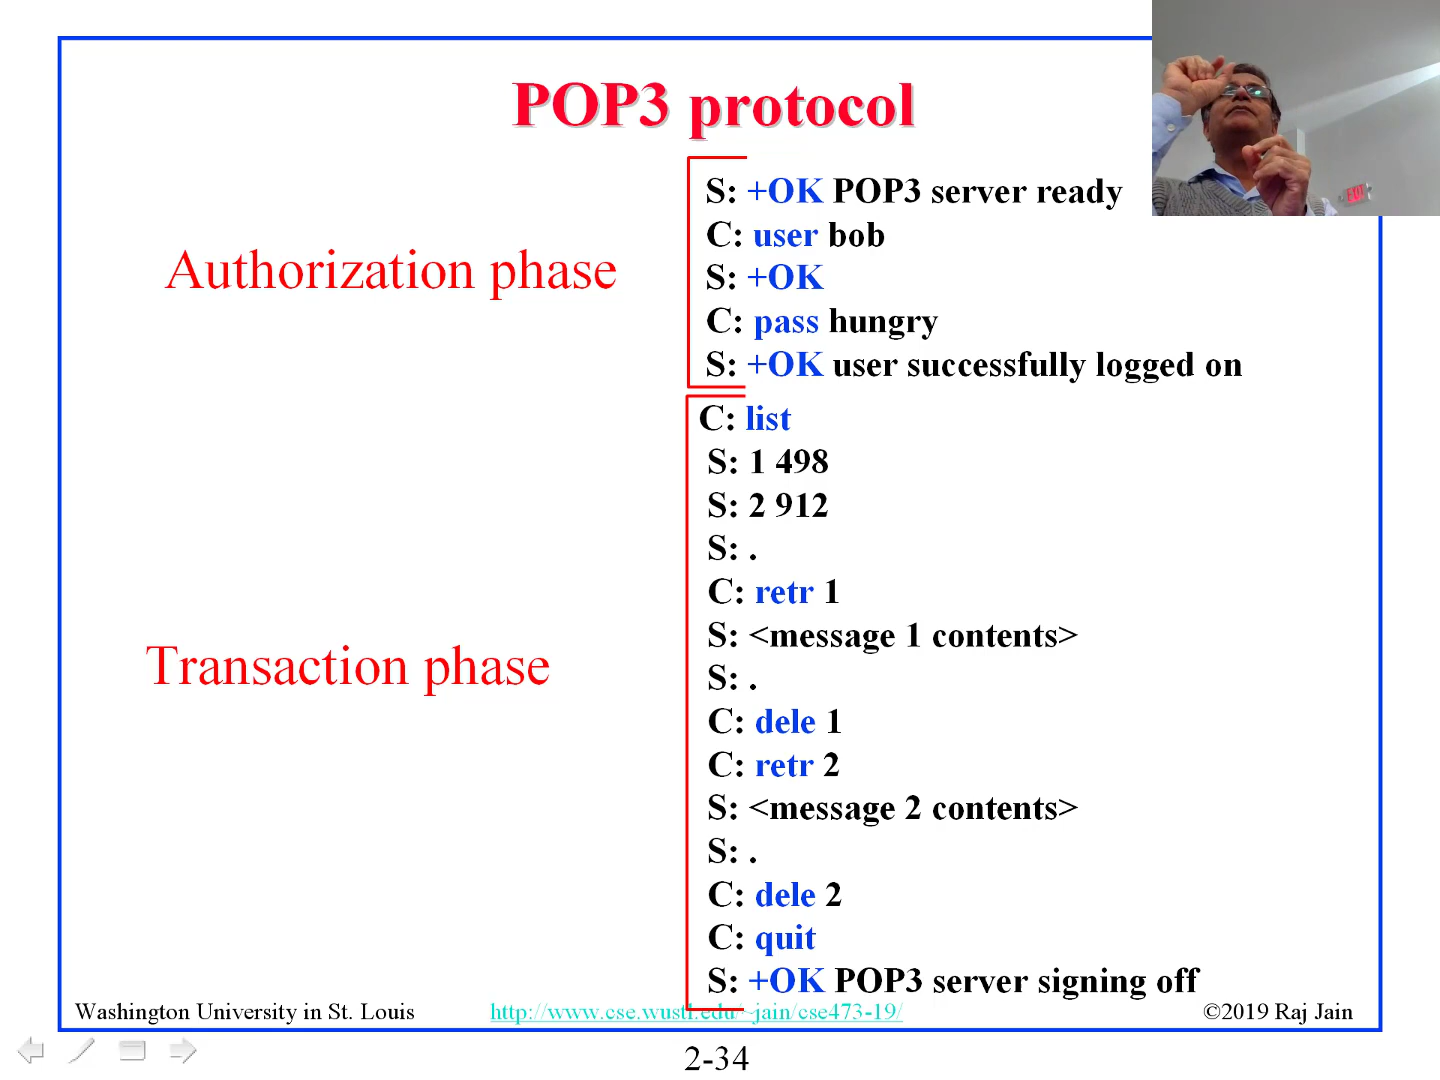 POP3 protocol
Authorization phase
S: +OK POP3 server ready
C: user bob
S: +OK
C: pass hungry
S: +OK user successfully logged on
Transaction phase
C: list
S: 1 498
S: 2 912
S: .
C: retr 1
S: <message 1 contents>
S: .
C: dele 1
C: retr 2
S: <message 2 contents>
S: .
C: dele 2
C: quit
S: +OK POP3 server signing off
Washington University in St. Louis
http://www.cse.wustl.edu/~jain/cse473-19/
©2019 Raj Jain
2-34
EXIT